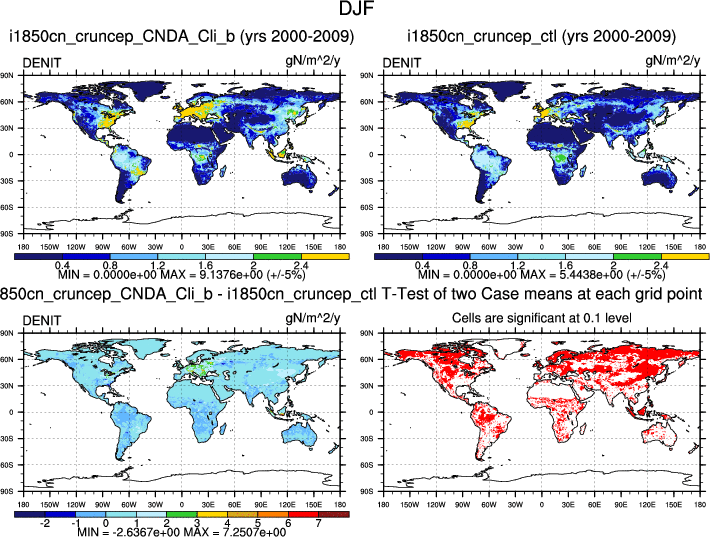 DJF
i1850cn_cruncep_CNDA_Cli_b (yrs 2000-2009)
DENIT gN/m^2/y
90N
60N
30N
0
30S
60S
90S
180 150W 120W 90W 60W 30W 0 30E 60E 90E 120E 150E 180
0.4 0.8 1.2 1.6 2 2.4
MIN = 0.0000e+00 MAX = 9.1376e+00 (+/-5%)
i1850cn_cruncep_ctl (yrs 2000-2009)
DENIT gN/m^2/y
90N
60N
30N
0
30S
60S
90S
180 150W 120W 90W 60W 30W 0 30E 60E 90E 120E 150E 180
0.4 0.8 1.2 1.6 2 2.4
MIN = 0.0000e+00 MAX = 5.4438e+00 (+/-5%)
850cn_cruncep_CNDA_Cli_b - i1850cn_cruncep_ctl
DENIT gN/m^2/y
90N
60N
30N
0
30S
60S
90S
180 150W 120W 90W 60W 30W 0 30E 60E 90E 120E 150E 180
-2 -1 0 1 2 3 4 5 6 7
MIN = -2.6367e+00 MAX = 7.2507e+00
T-Test of two Case means at each grid point
Cells are significant at 0.1 level
90N
60N
30N
0
30S
60S
90S
180 150W 120W 90W 60W 30W 0 30E 60E 90E 120E 150E 180